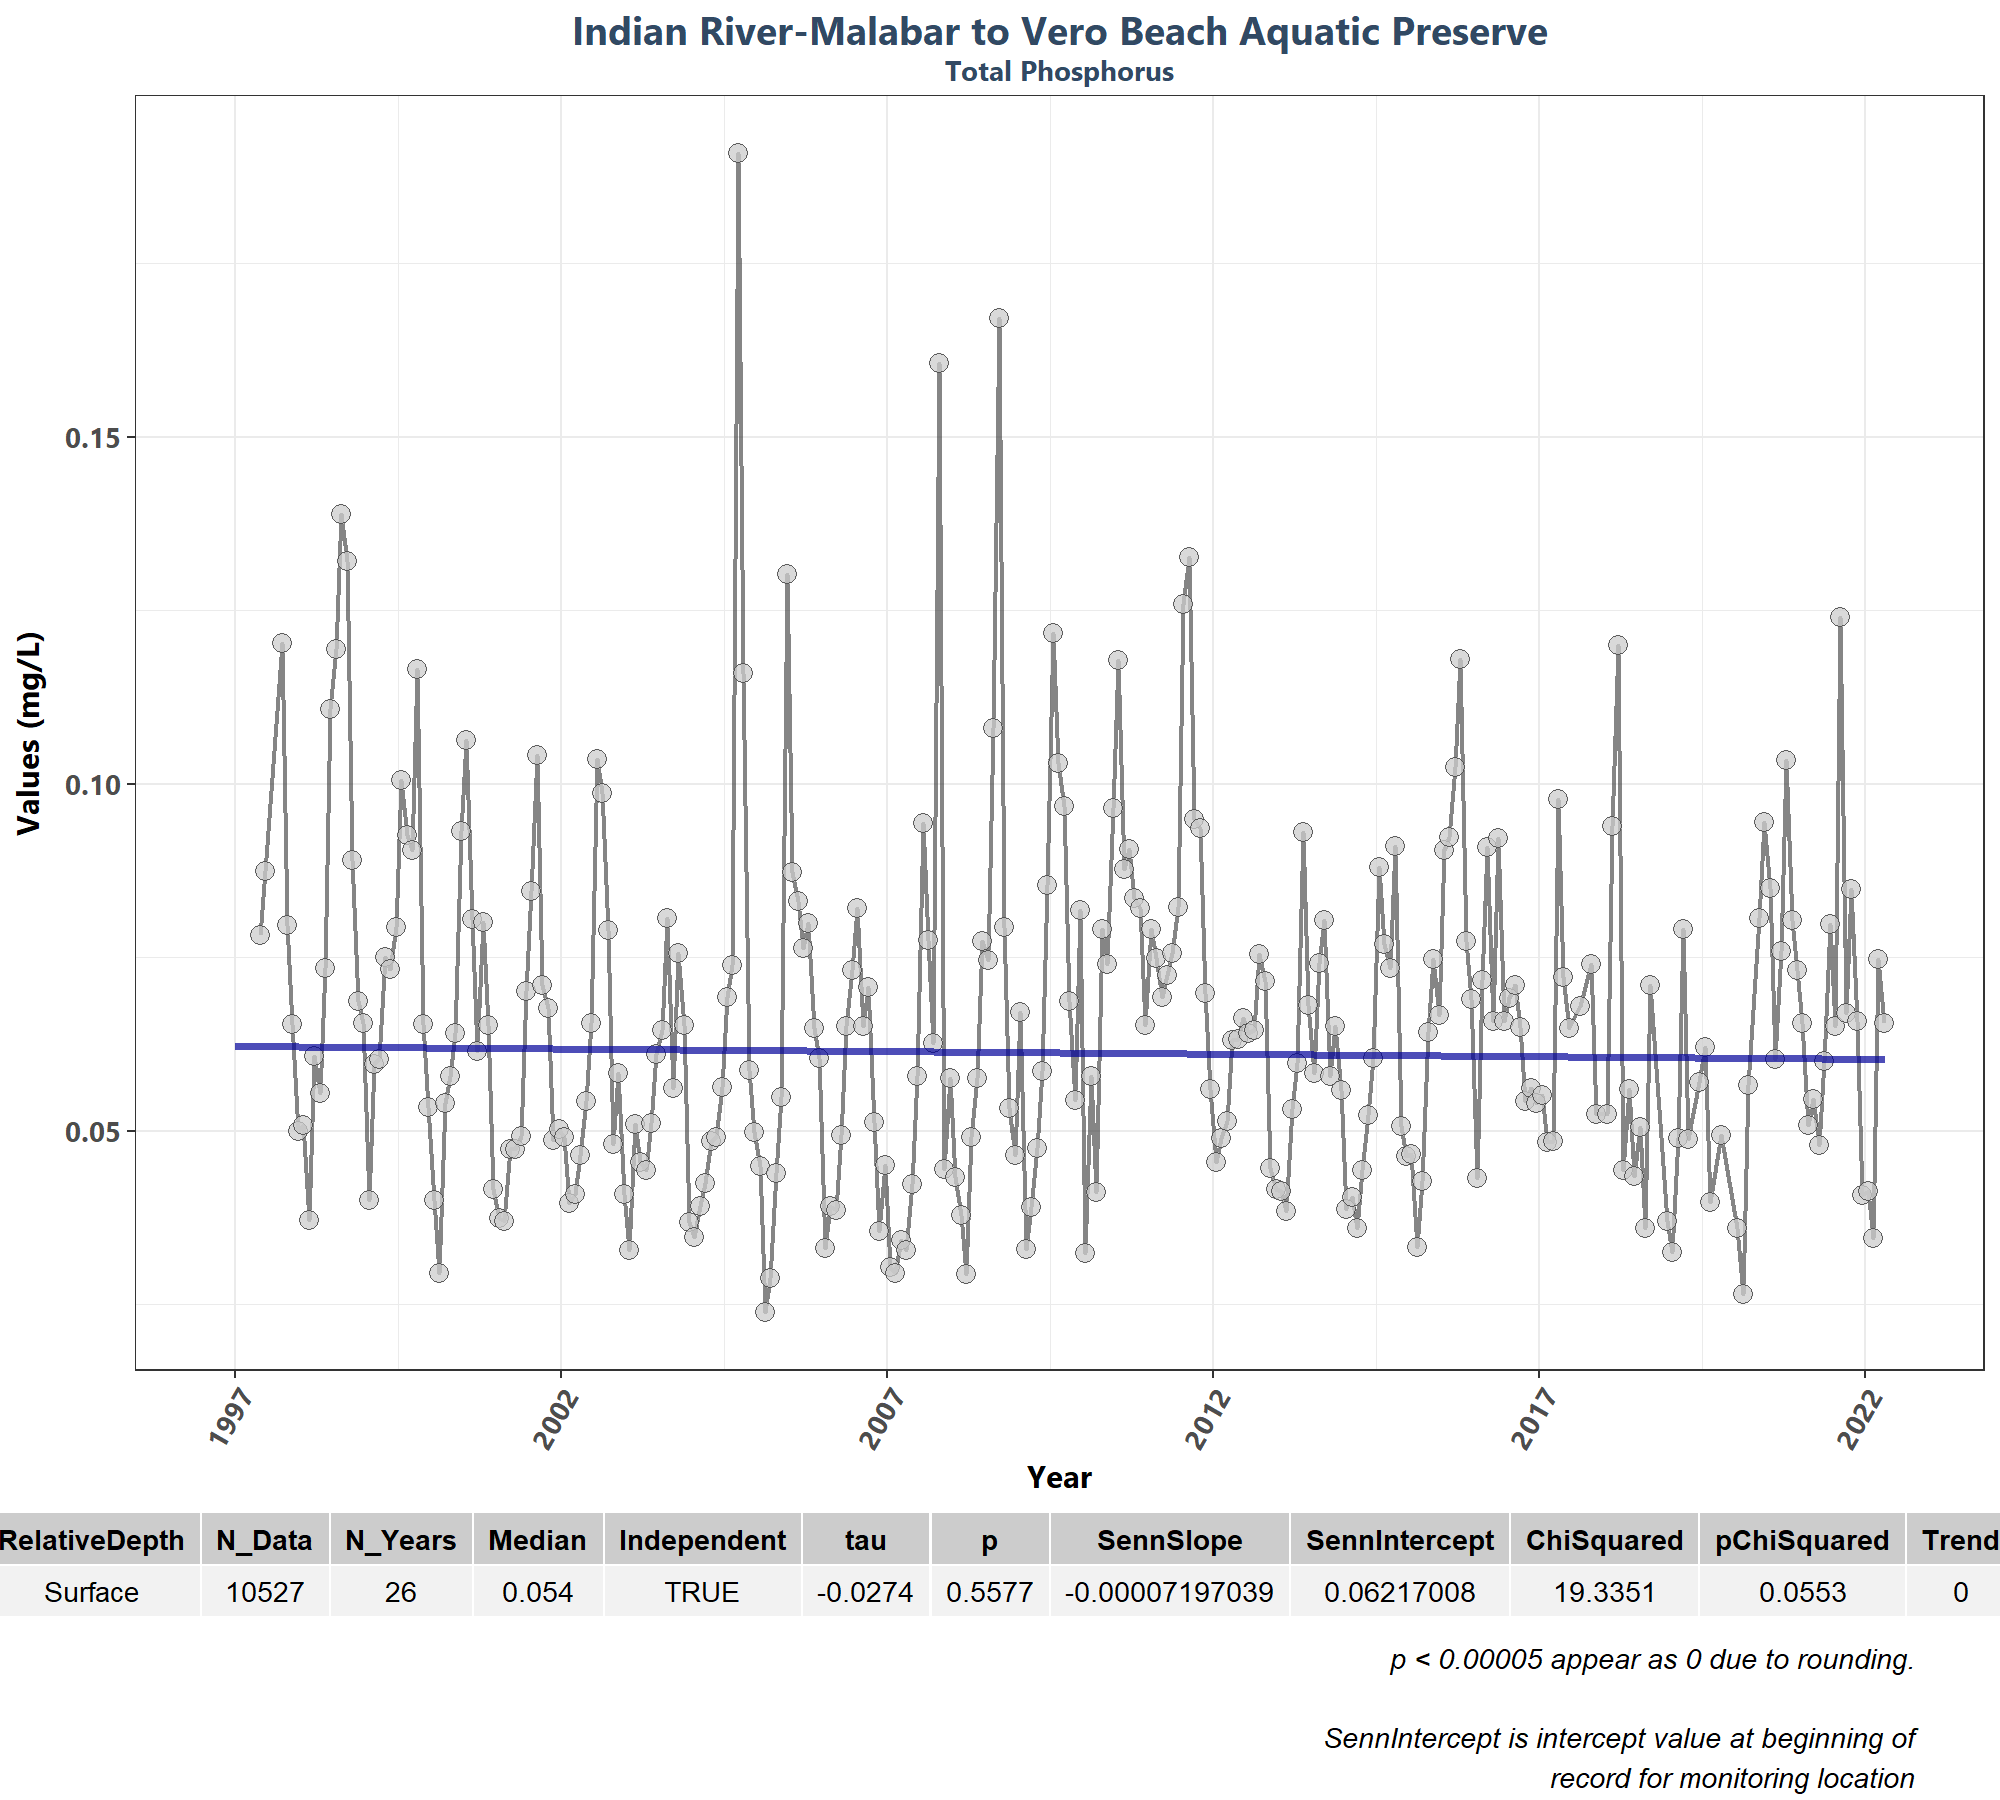 Indian River-Malabar to Vero Beach Aquatic Preserve
Total Phosphorus
Values (mg/L)
0.15
0.10
0.05
1997 2002 2007 2012 2017 2022
Year
RelativeDepth N_Data N_Years Median Independent tau p SennSlope SennIntercept ChiSquared pChiSquared Trend
Surface 10527 26 0.054 TRUE -0.0274 0.5577 -0.00007197039 0.06217008 19.3351 0.0553 0
p < 0.00005 appear as 0 due to rounding.
SennIntercept is intercept value at beginning of
record for monitoring location